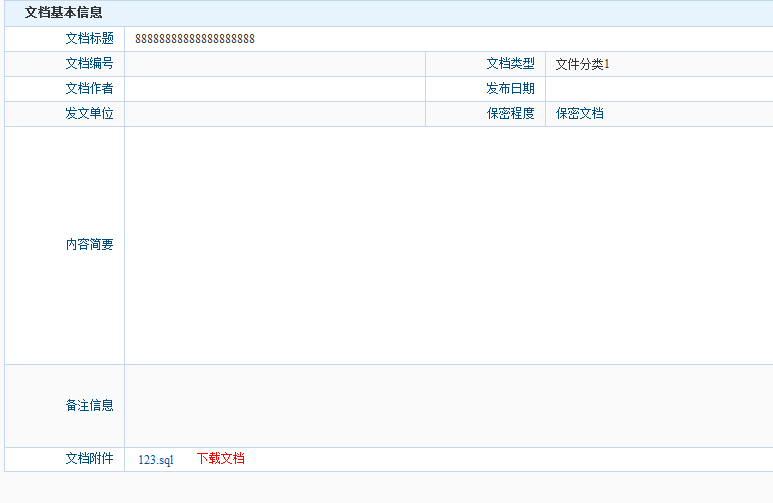 文档基本信息
文档标题 88888888888888888888
文档编号 文档类型 文件分类1
文档作者 发布日期
发文单位 保密程度 保密文档
内容简要
备注信息
文档附件 123.sql 下载文档